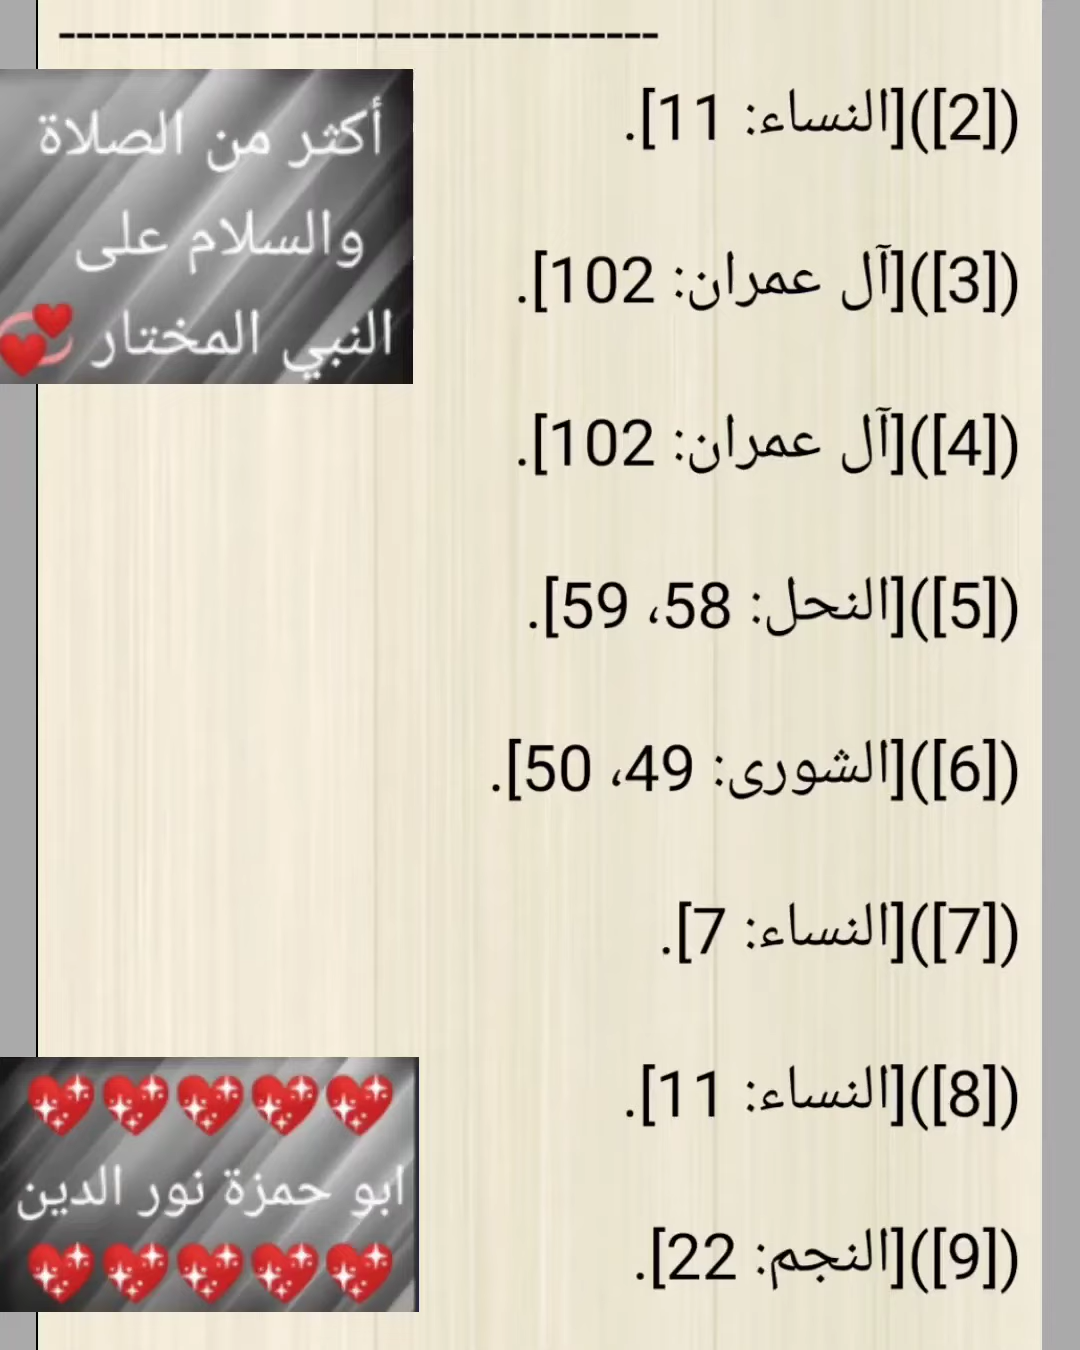 ---------------------------------
([2])[النساء: 11].
([3])[آل عمران: 102].
([4])[آل عمران: 102].
([5])[النحل: 58، 59].
([6])[الشورى: 49، 50].
([7])[النساء: 7].
([8])[النساء: 11].
([9])[النجم: 22].
أكثر من الصلاة
والسلام على
النبي المختار 💞
💖💖💖💖💖
ابو حمزة نور الدين
💖💖💖💖💖